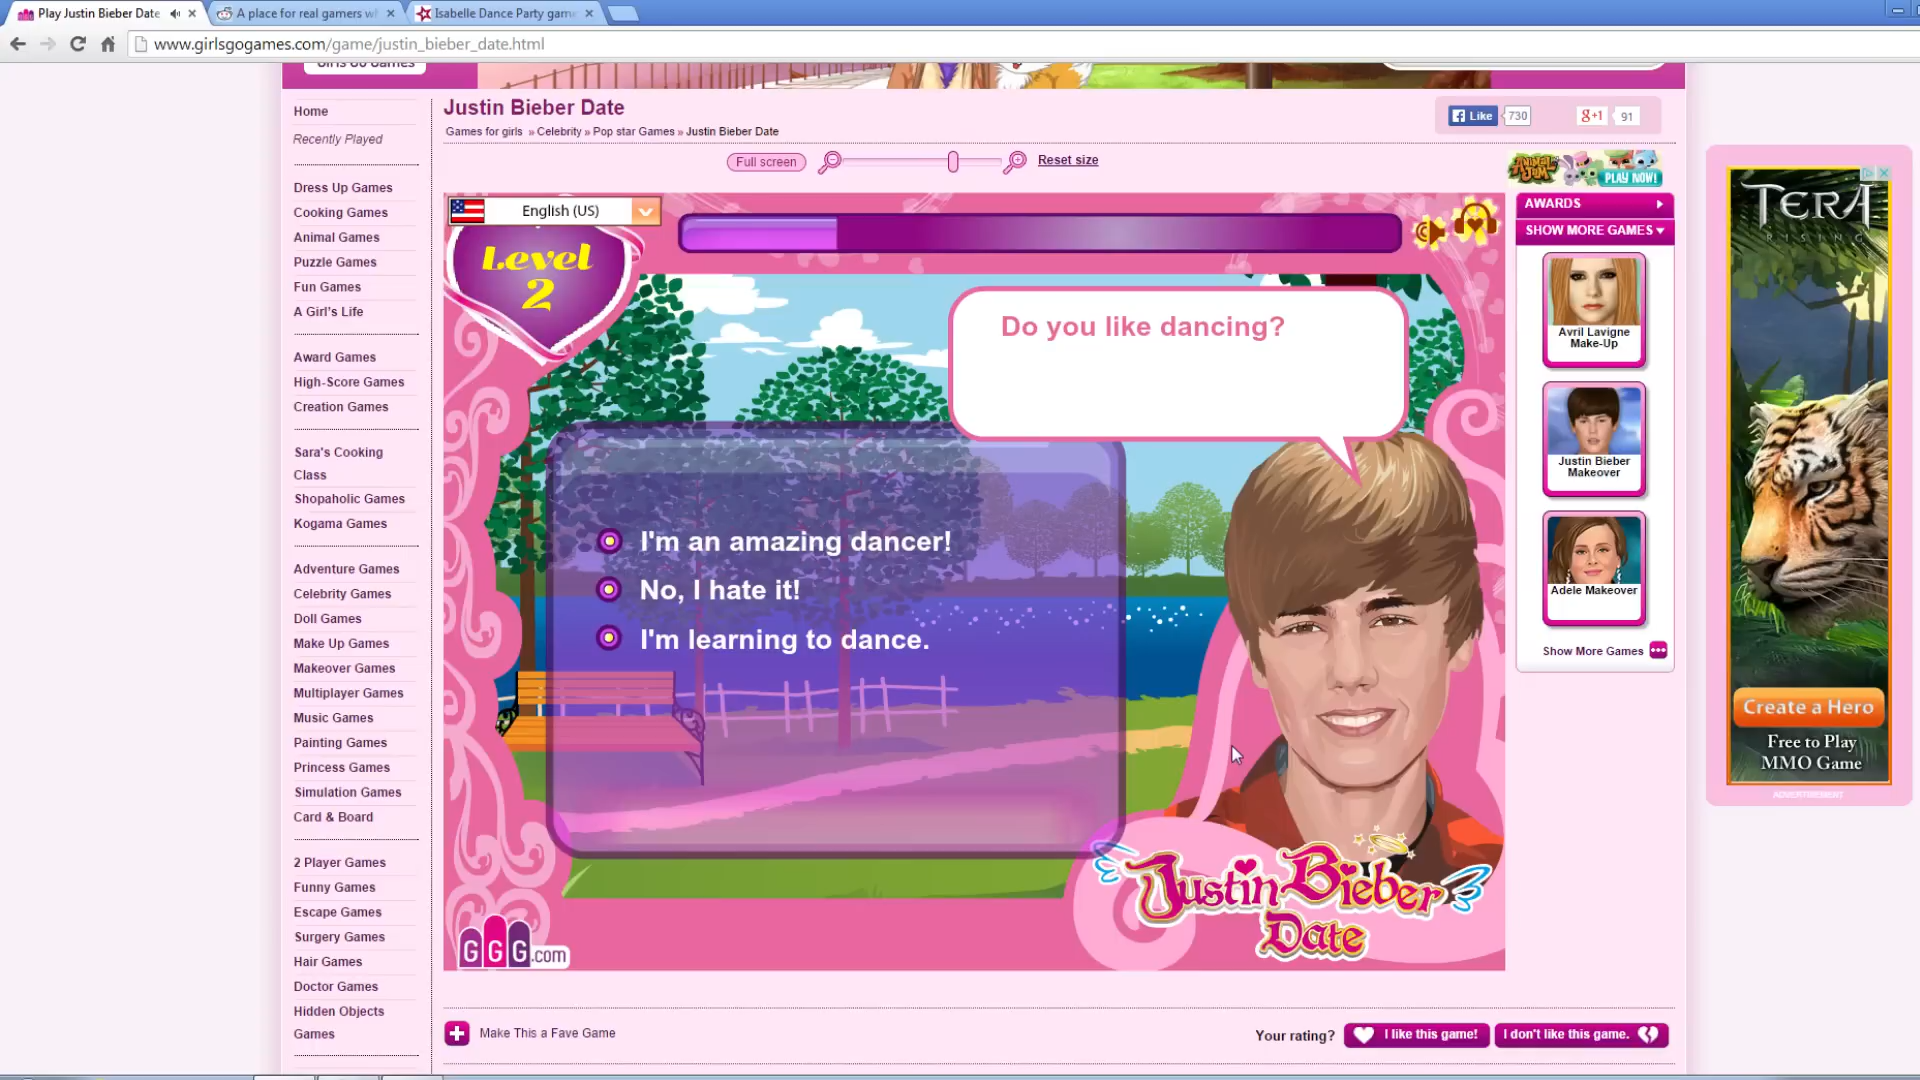 Play Justin Bieber Date
A place for real gamers w
Isabelle Dance Party game
www.girlsgogames.com/game/justin_bieber_date.html
Girls Go Games
Home
Recently Played
Dress Up Games
Cooking Games
Animal Games
Puzzle Games
Fun Games
A Girl's Life
Award Games
High-Score Games
Creation Games
Sara's Cooking
Class
Shopaholic Games
Kogama Games
Adventure Games
Celebrity Games
Doll Games
Make Up Games
Makeover Games
Multiplayer Games
Music Games
Painting Games
Princess Games
Simulation Games
Card & Board
2 Player Games
Funny Games
Escape Games
Surgery Games
Hair Games
Doctor Games
Hidden Objects
Games
Justin Bieber Date
Games for girls » Celebrity » Pop star Games » Justin Bieber Date
Like 730
g+1 91
Full screen
Reset size
English (US)
Level
2
Do you like dancing?
I'm an amazing dancer!
No, I hate it!
I'm learning to dance.
Justin Bieber
Date
GGG.com
ANIMAL JAM
PLAY NOW!
AWARDS
SHOW MORE GAMES
Avril Lavigne
Make-Up
Justin Bieber
Makeover
Adele Makeover
Show More Games
TERA
RISING
Create a Hero
Free to Play
MMO Game
ADVERTISEMENT
Make This a Fave Game
Your rating?
I like this game!
I don't like this game.